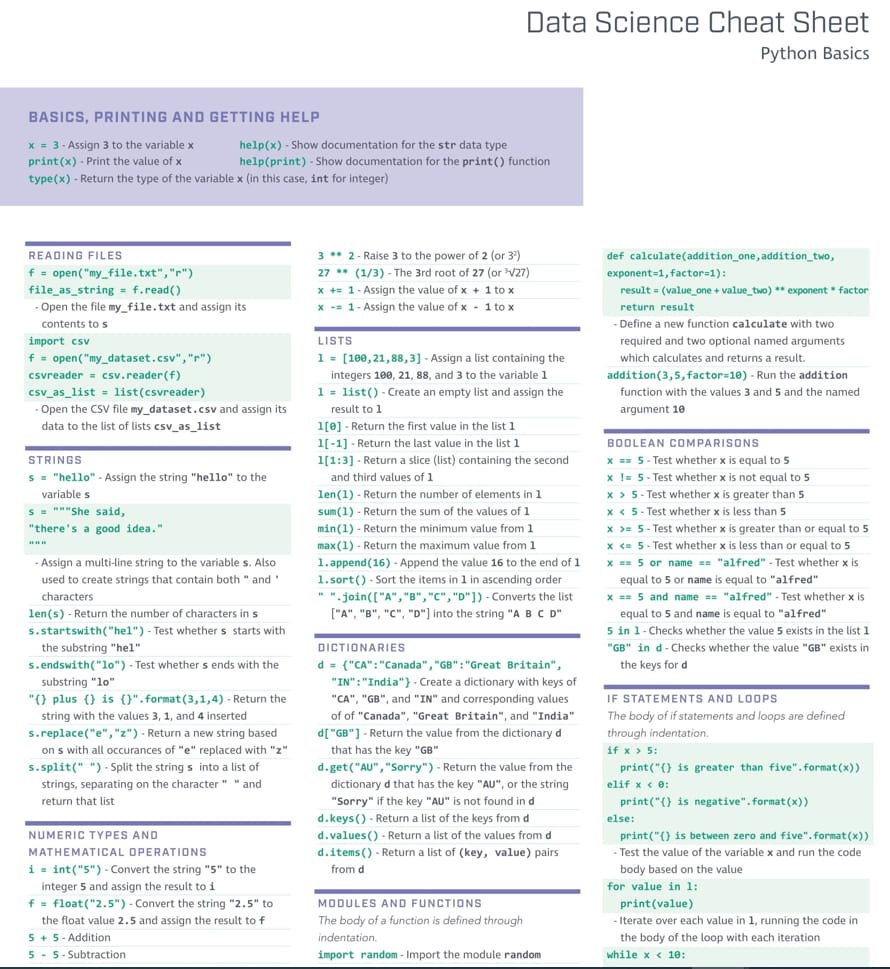 Data Science Cheat Sheet
Python Basics
BASICS, PRINTING AND GETTING HELP
x = 3 - Assign 3 to the variable x
print(x) - Print the value of x
type(x) - Return the type of the variable x (in this case, int for integer)
help(x) - Show documentation for the str data type
help(print) - Show documentation for the print() function
READING FILES
f = open("my_file.txt","r")
file_as_string = f.read()
- Open the file my_file.txt and assign its
contents to s
import csv
f = open("my_dataset.csv","r")
csvreader = csv.reader(f)
csv_as_list = list(csvreader)
- Open the CSV file my_dataset.csv and assign its
data to the list of lists csv_as_list
STRINGS
s = "hello" - Assign the string "hello" to the
variable s
s = """She said,
"there's a good idea."
"""
- Assign a multi-line string to the variable s. Also
used to create strings that contain both " and '
characters
len(s) - Return the number of characters in s
s.startswith("hel") - Test whether s starts with
the substring "hel"
s.endswith("lo") - Test whether s ends with the
substring "lo"
"{} plus {} is {}".format(3,1,4) - Return the
string with the values 3, 1, and 4 inserted
s.replace("e","z") - Return a new string based
on s with all occurances of "e" replaced with "z"
s.split(" ") - Split the string s into a list of
strings, separating on the character " " and
return that list
NUMERIC TYPES AND
MATHEMATICAL OPERATIONS
i = int("5") - Convert the string "5" to the
integer 5 and assign the result to i
f = float("2.5") - Convert the string "2.5" to
the float value 2.5 and assign the result to f
5 + 5 - Addition
5 - 5 - Subtraction
3 ** 2 - Raise 3 to the power of 2 (or 3²)
27 ** (1/3) - The 3rd root of 27 (or ³√27)
x += 1 - Assign the value of x + 1 to x
x -= 1 - Assign the value of x - 1 to x
LISTS
l = [100,21,88,3] - Assign a list containing the
integers 100, 21, 88, and 3 to the variable l
l = list() - Create an empty list and assign the
result to l
l[0] - Return the first value in the list l
l[-1] - Return the last value in the list l
l[1:3] - Return a slice (list) containing the second
and third values of l
len(l) - Return the number of elements in l
sum(l) - Return the sum of the values of l
min(l) - Return the minimum value from l
max(l) - Return the maximum value from l
l.append(16) - Append the value 16 to the end of l
l.sort() - Sort the items in l in ascending order
" ".join(["A","B","C","D"]) - Converts the list
["A", "B", "C", "D"] into the string "A B C D"
DICTIONARIES
d = {"CA":"Canada","GB":"Great Britain",
"IN":"India"} - Create a dictionary with keys of
"CA", "GB", and "IN" and corresponding values
of of "Canada", "Great Britain", and "India"
d["GB"] - Return the value from the dictionary d
that has the key "GB"
d.get("AU","Sorry") - Return the value from the
dictionary d that has the key "AU", or the string
"Sorry" if the key "AU" is not found in d
d.keys() - Return a list of the keys from d
d.values() - Return a list of the values from d
d.items() - Return a list of (key, value) pairs
from d
MODULES AND FUNCTIONS
The body of a function is defined through
indentation.
import random - Import the module random
def calculate(addition_one,addition_two,
exponent=1,factor=1):
result = (value_one + value_two) ** exponent * factor
return result
- Define a new function calculate with two
required and two optional named arguments
which calculates and returns a result.
addition(3,5,factor=10) - Run the addition
function with the values 3 and 5 and the named
argument 10
BOOLEAN COMPARISONS
x == 5 - Test whether x is equal to 5
x != 5 - Test whether x is not equal to 5
x > 5 - Test whether x is greater than 5
x < 5 - Test whether x is less than 5
x >= 5 - Test whether x is greater than or equal to 5
x <= 5 - Test whether x is less than or equal to 5
x == 5 or name == "alfred" - Test whether x is
equal to 5 or name is equal to "alfred"
x == 5 and name == "alfred" - Test whether x is
equal to 5 and name is equal to "alfred"
5 in l - Checks whether the value 5 exists in the list l
"GB" in d - Checks whether the value "GB" exists in
the keys for d
IF STATEMENTS AND LOOPS
The body of if statements and loops are defined
through indentation.
if x > 5:
print("{} is greater than five".format(x))
elif x < 0:
print("{} is negative".format(x))
else:
print("{} is between zero and five".format(x))
- Test the value of the variable x and run the code
body based on the value
for value in l:
print(value)
- Iterate over each value in l, running the code in
the body of the loop with each iteration
while x < 10: